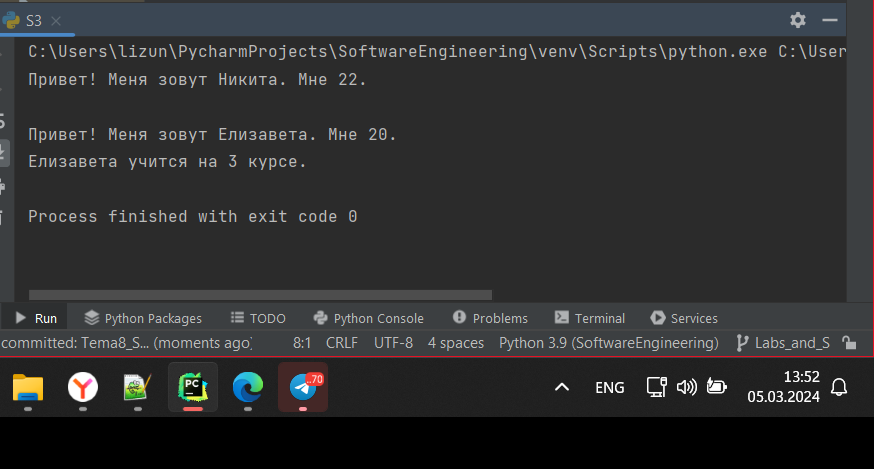 S3
C:\Users\lizun\PycharmProjects\SoftwareEngineering\venv\Scripts\python.exe C:\User
Привет! Меня зовут Никита. Мне 22.
Привет! Меня зовут Елизавета. Мне 20.
Елизавета учится на 3 курсе.
Process finished with exit code 0
Run Python Packages TODO Python Console Problems Terminal Services
committed: Tema8_S... (moments ago) 8:1 CRLF UTF-8 4 spaces Python 3.9 (SoftwareEngineering) Labs_and_S
PC ..70 ENG 13:52
05.03.2024